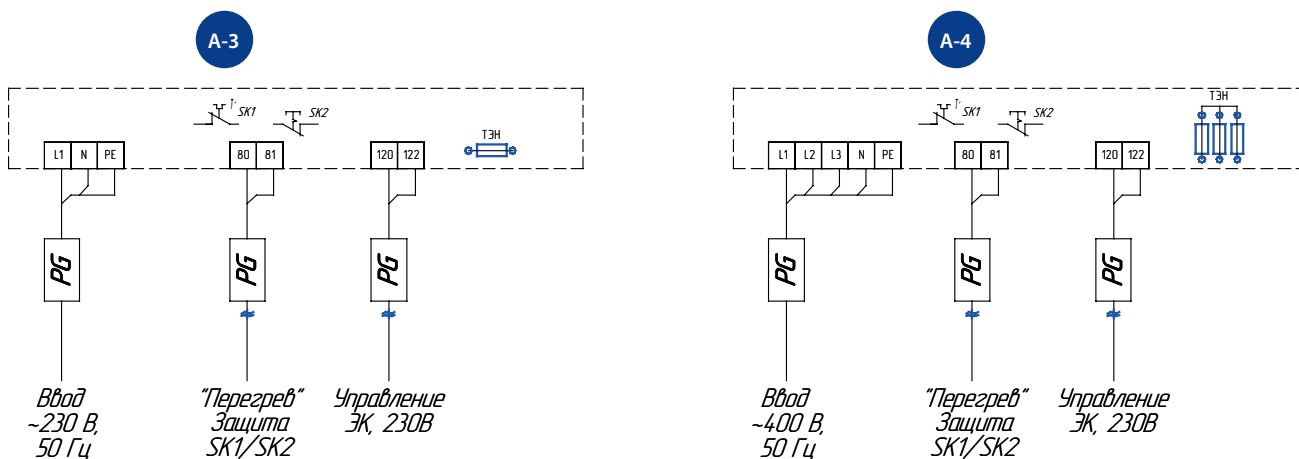 А-3
T° SK1
SK2
ТЭН
L1 N PE
80 81
120 122
PG
PG
PG
Ввод
~230 В,
50 Гц
"Перегрев"
Защита
SK1/SK2
Управление
ЭК, 230В
А-4
T° SK1
SK2
ТЭН
L1 L2 L3 N PE
80 81
120 122
PG
PG
PG
Ввод
~400 В,
50 Гц
"Перегрев"
Защита
SK1/SK2
Управление
ЭК, 230В